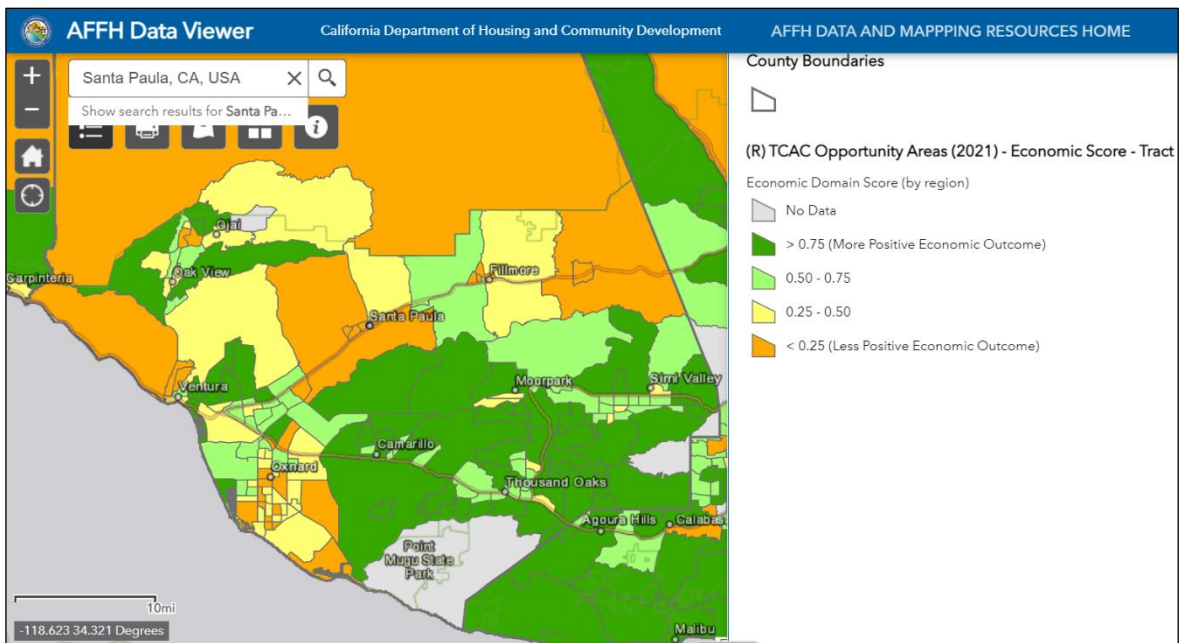 AFFH Data Viewer
California Department of Housing and Community Development
AFFH DATA AND MAPPPING RESOURCES HOME
+
−
Santa Paula, CA, USA
Show search results for Santa Pa...
County Boundaries
(R) TCAC Opportunity Areas (2021) - Economic Score - Tract
Economic Domain Score (by region)
No Data
> 0.75 (More Positive Economic Outcome)
0.50 - 0.75
0.25 - 0.50
< 0.25 (Less Positive Economic Outcome)
Ojai
Oak View
Carpinteria
Fillmore
Santa Paula
Ventura
Moorpark
Simi Valley
Camarillo
Oxnard
Thousand Oaks
Agoura Hills
Calabas
Point
Mugu State
Park
Malibu
10mi
-118.623 34.321 Degrees